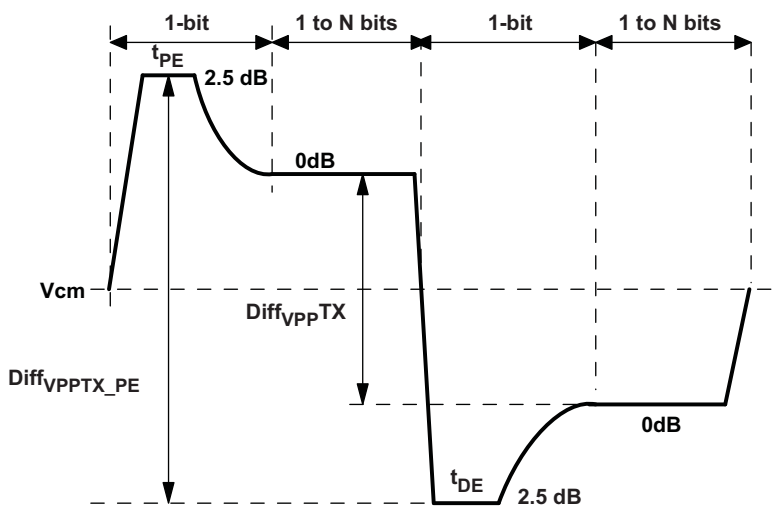 1-bit
1 to N bits
1-bit
1 to N bits
tPE
2.5 dB
0dB
Vcm
DiffVPPTX
DiffVPPTX_PE
0dB
tDE
2.5 dB